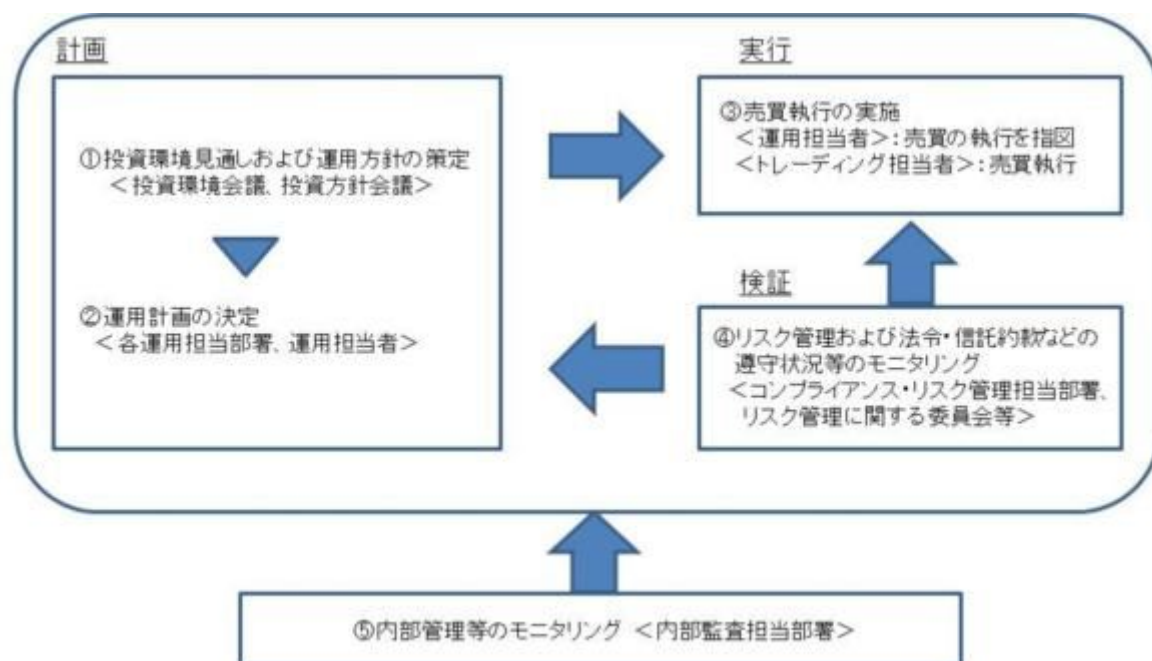 計画
①投資環境見通しおよび運用方針の策定
＜投資環境会議、投資方針会議＞
②運用計画の決定
＜各運用担当部署、運用担当者＞
実行
③売買執行の実施
＜運用担当者＞：売買の執行を指図
＜トレーディング担当者＞：売買執行
検証
④リスク管理および法令・信託約款などの
遵守状況等のモニタリング
＜コンプライアンス・リスク管理担当部署、
リスク管理に関する委員会等＞
⑤内部管理等のモニタリング ＜内部監査担当部署＞